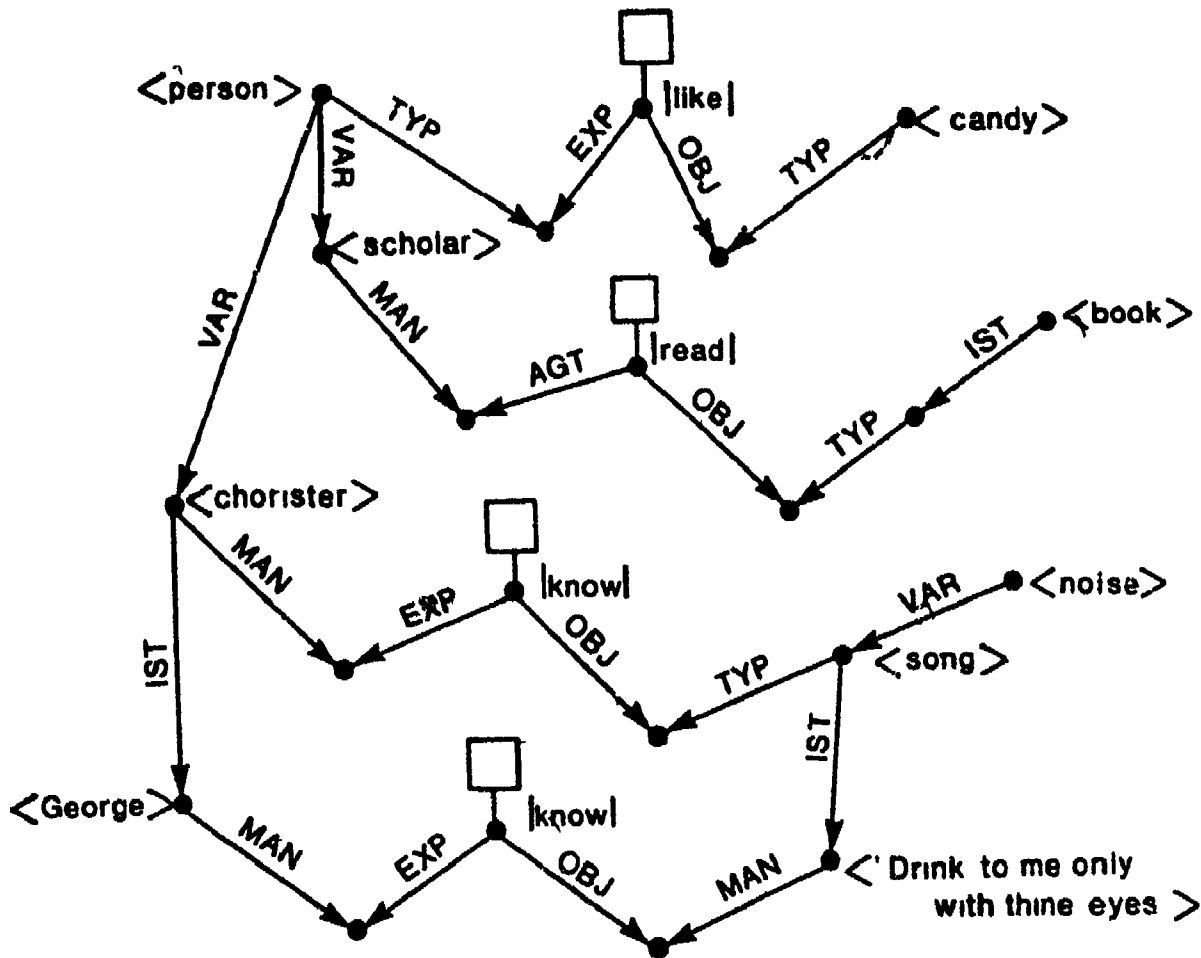 <person>
TYP
VAR
EXP
|like|
OBJ
TYP
<candy>
<scholar>
VAR
MAN
AGT
|read|
OBJ
TYP
IST
<book>
<chorister>
MAN
EXP
|know|
OBJ
TYP
VAR
<noise>
<song>
IST
IST
<George>
MAN
EXP
|know|
OBJ
MAN
<'Drink to me only
with thine eyes>